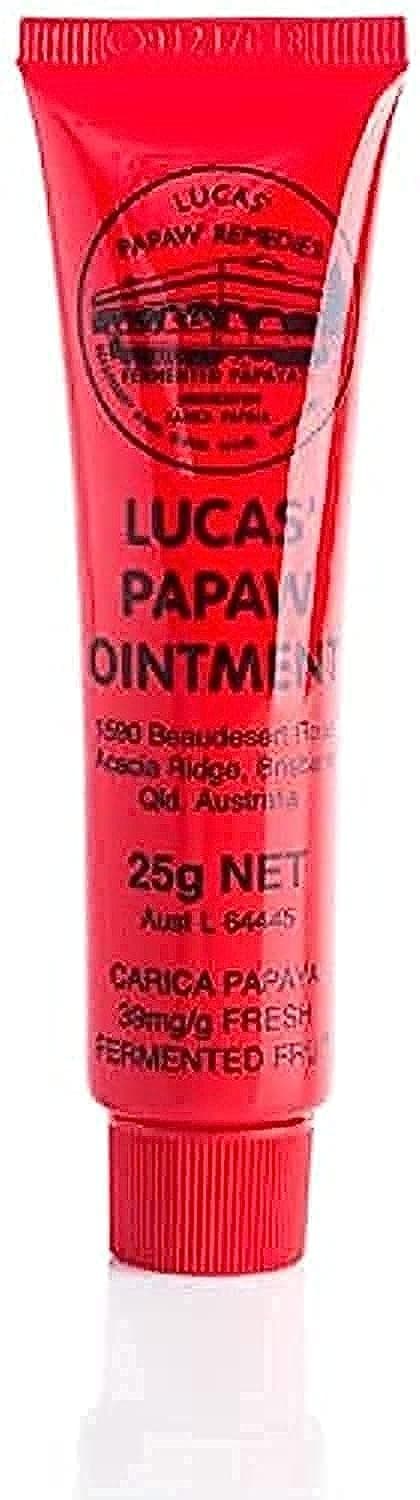 LUCAS'
PAPAW REMEDIES
FERMENTED PAPAYA
LUCAS'
PAPAW
OINTMENT
1590 Beaudesert Road
Acacia Ridge, Brisbane
Qld, Australia
25g NET
Aust L 64445
CARICA PAPAYA
39mg/g FRESH
FERMENTED FRUIT